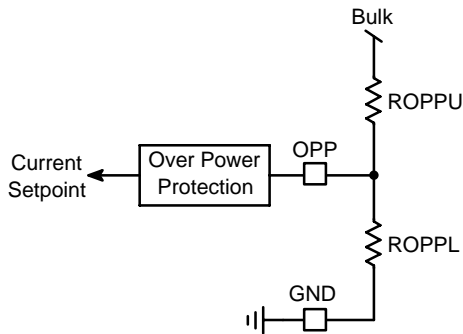 Bulk
ROPPU
OPP
Over Power
Protection
Current
Setpoint
ROPPL
GND